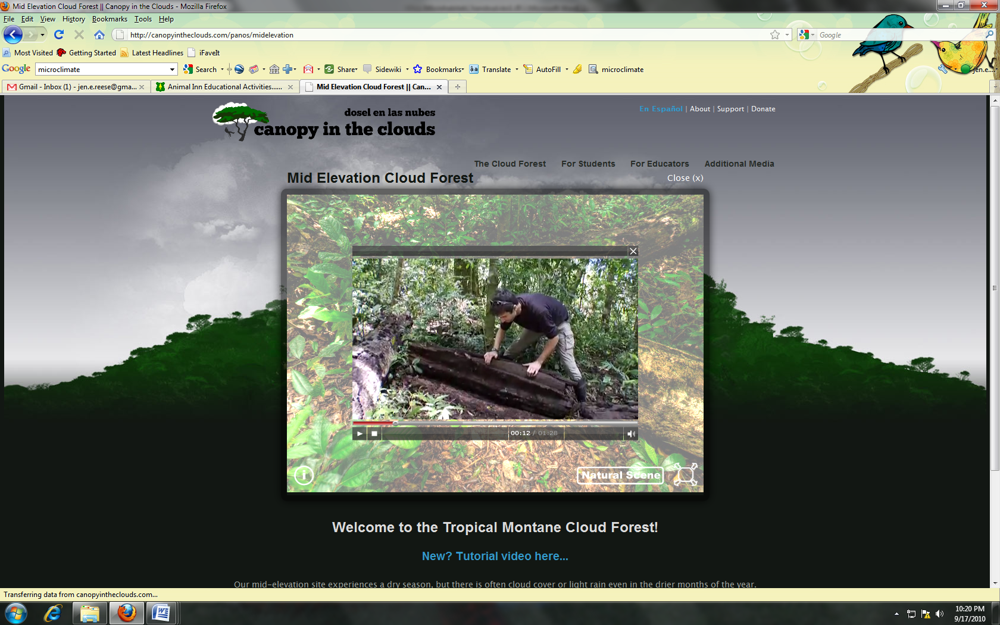 Mid Elevation Cloud Forest || Canopy in the Clouds - Mozilla Firefox
File Edit View History Bookmarks Tools Help
http://canopyintheclouds.com/panos/midelevation
Google
Most Visited Getting Started Latest Headlines iFaveIt
Google microclimate Search Share Sidewiki Bookmarks Translate AutoFill microclimate jen.e....
Gmail - Inbox (1) - jen.e.reese@gma... Animal Inn Educational Activities...... Mid Elevation Cloud Forest || Can...
En Español | About | Support | Donate
dosel en las nubes
canopy in the clouds
The Cloud Forest For Students For Educators Additional Media
Mid Elevation Cloud Forest Close (x)
00:12 / 01:28
i Natural Scene
Welcome to the Tropical Montane Cloud Forest!
New? Tutorial video here...
Our mid-elevation site experiences a dry season, but there is often cloud cover or light rain even in the drier months of the year.
Transferring data from canopyintheclouds.com...
10:20 PM
9/17/2010